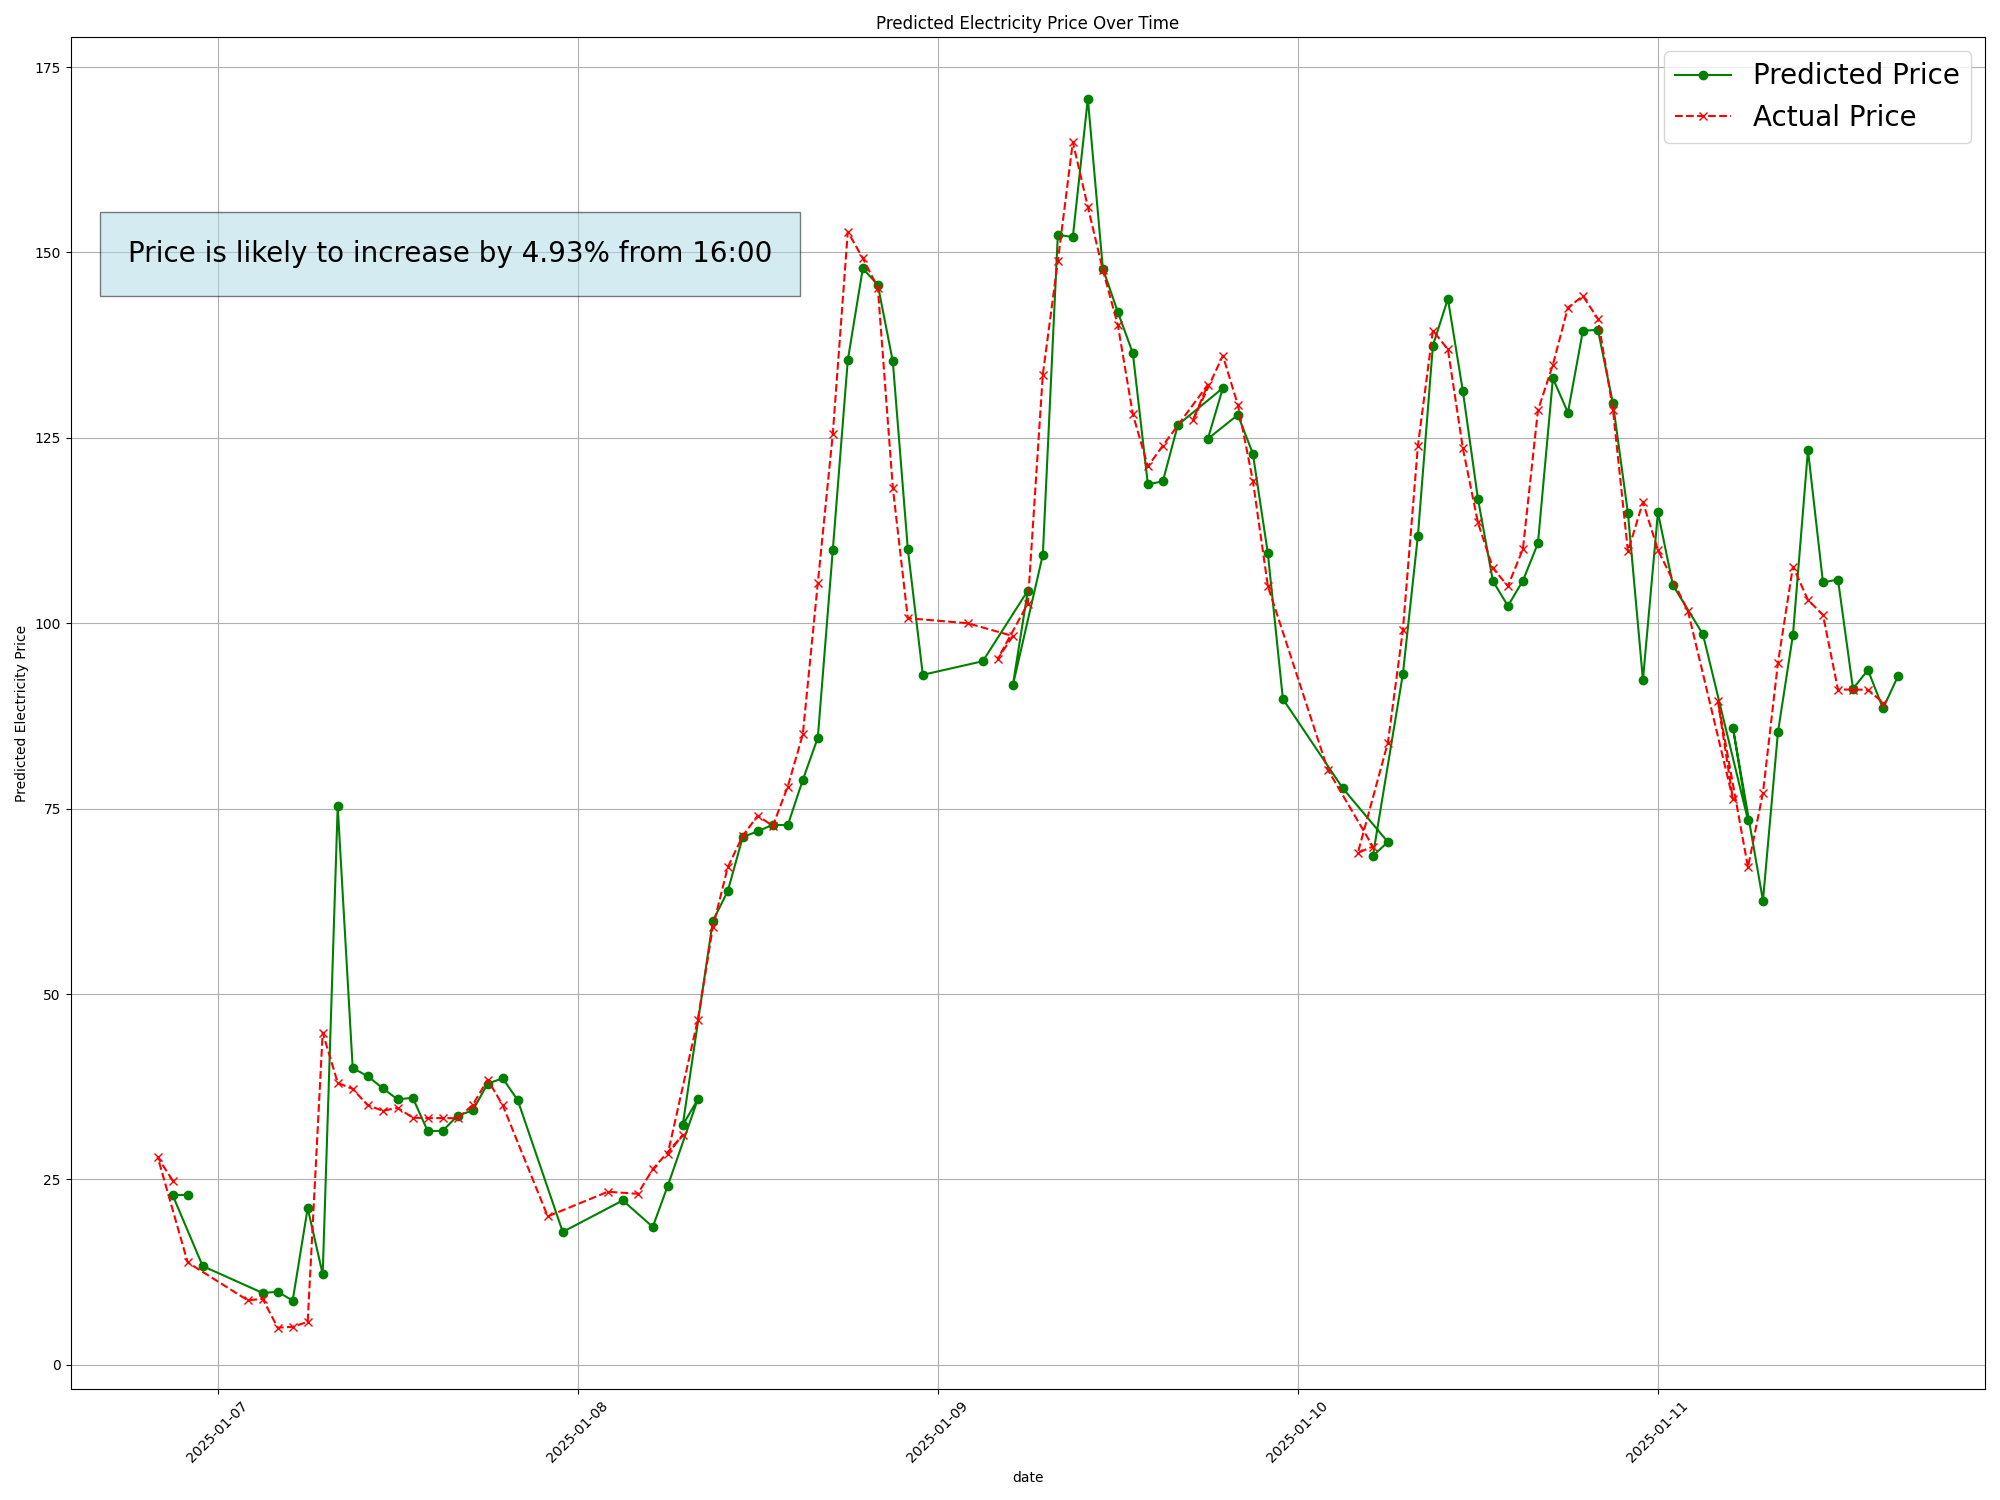 Predicted Electricity Price Over Time
Predicted Price
Actual Price
Price is likely to increase by 4.93% from 16:00
Predicted Electricity Price
175
150
125
100
75
50
25
0
2025-01-07
2025-01-08
2025-01-09
2025-01-10
2025-01-11
date